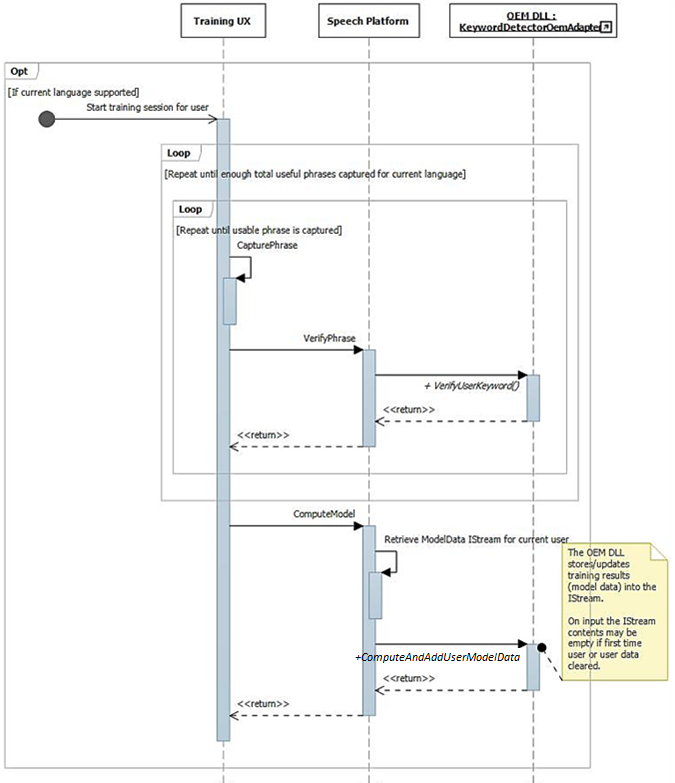 Training UX
Speech Platform
OEM DLL :
KeywordDetectorOemAdapter
Opt
[If current language supported]
Start training session for user
Loop
[Repeat until enough total useful phrases captured for current language]
Loop
[Repeat until usable phrase is captured]
CapturePhrase
VerifyPhrase
+ VerifyUserKeyword()
<<return>>
<<return>>
ComputeModel
Retrieve ModelData IStream for current user
The OEM DLL
stores/updates
training results
(model data) into the
IStream.
On input the IStream
contents may be
empty if first time
user or user data
cleared.
+ComputeAndAddUserModelData
<<return>>
<<return>>